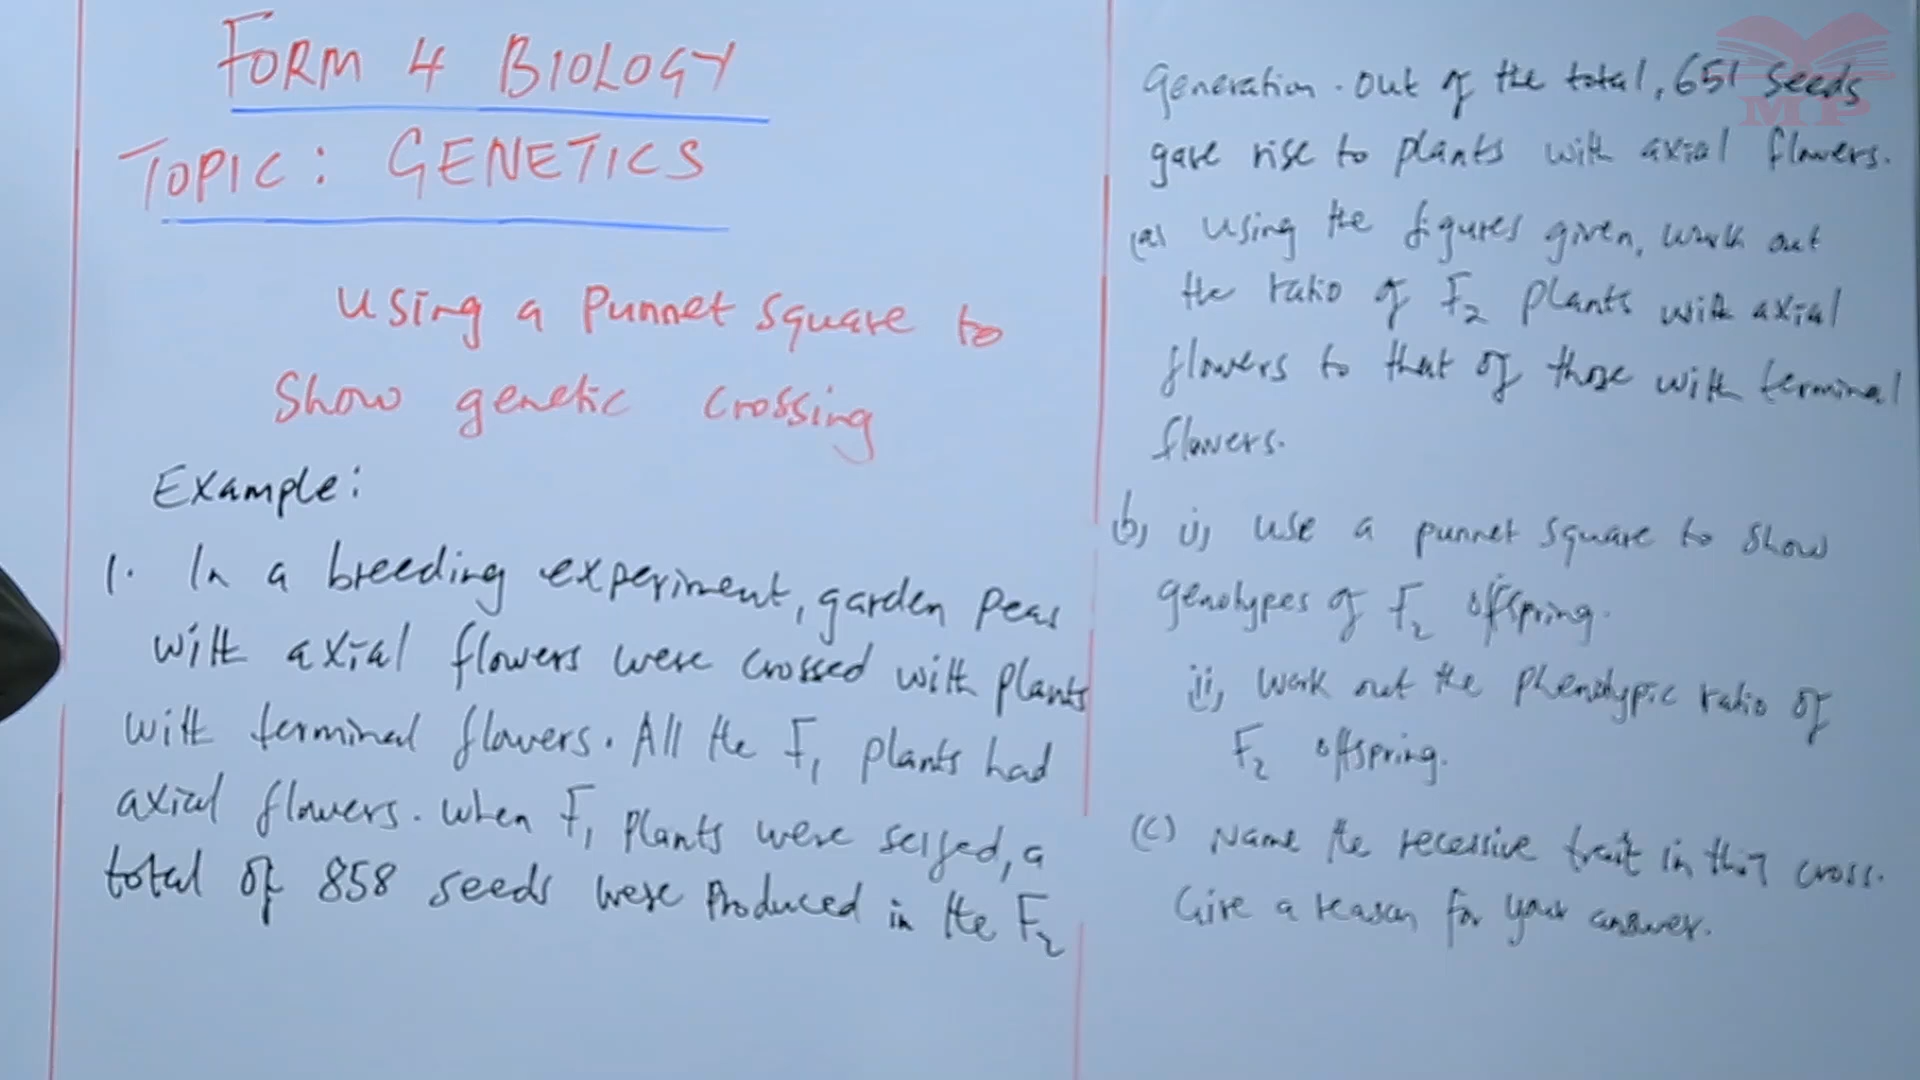 FORM 4 BIOLOGY
TOPIC: GENETICS
Using a Punnet Square to
Show genetic crossing
Example:
1. In a breeding experiment, garden peas
with axial flowers were crossed with plants
with terminal flowers. All the F1 plants had
axial flowers. When F1 plants were selfed, a
total of 858 seeds were produced in the F2
Generation. Out of the total, 651 seeds
gave rise to plants with axial flowers.
(a) Using the figures given, work out
the ratio of F2 plants with axial
flowers to that of those with terminal
flowers.
(b) (i) Use a punnet square to show
genotypes of F2 offspring.
(ii) Work out the phenotypic ratio of
F2 offspring.
(c) Name the recessive trait in this cross.
Give a reason for your answer.
MP